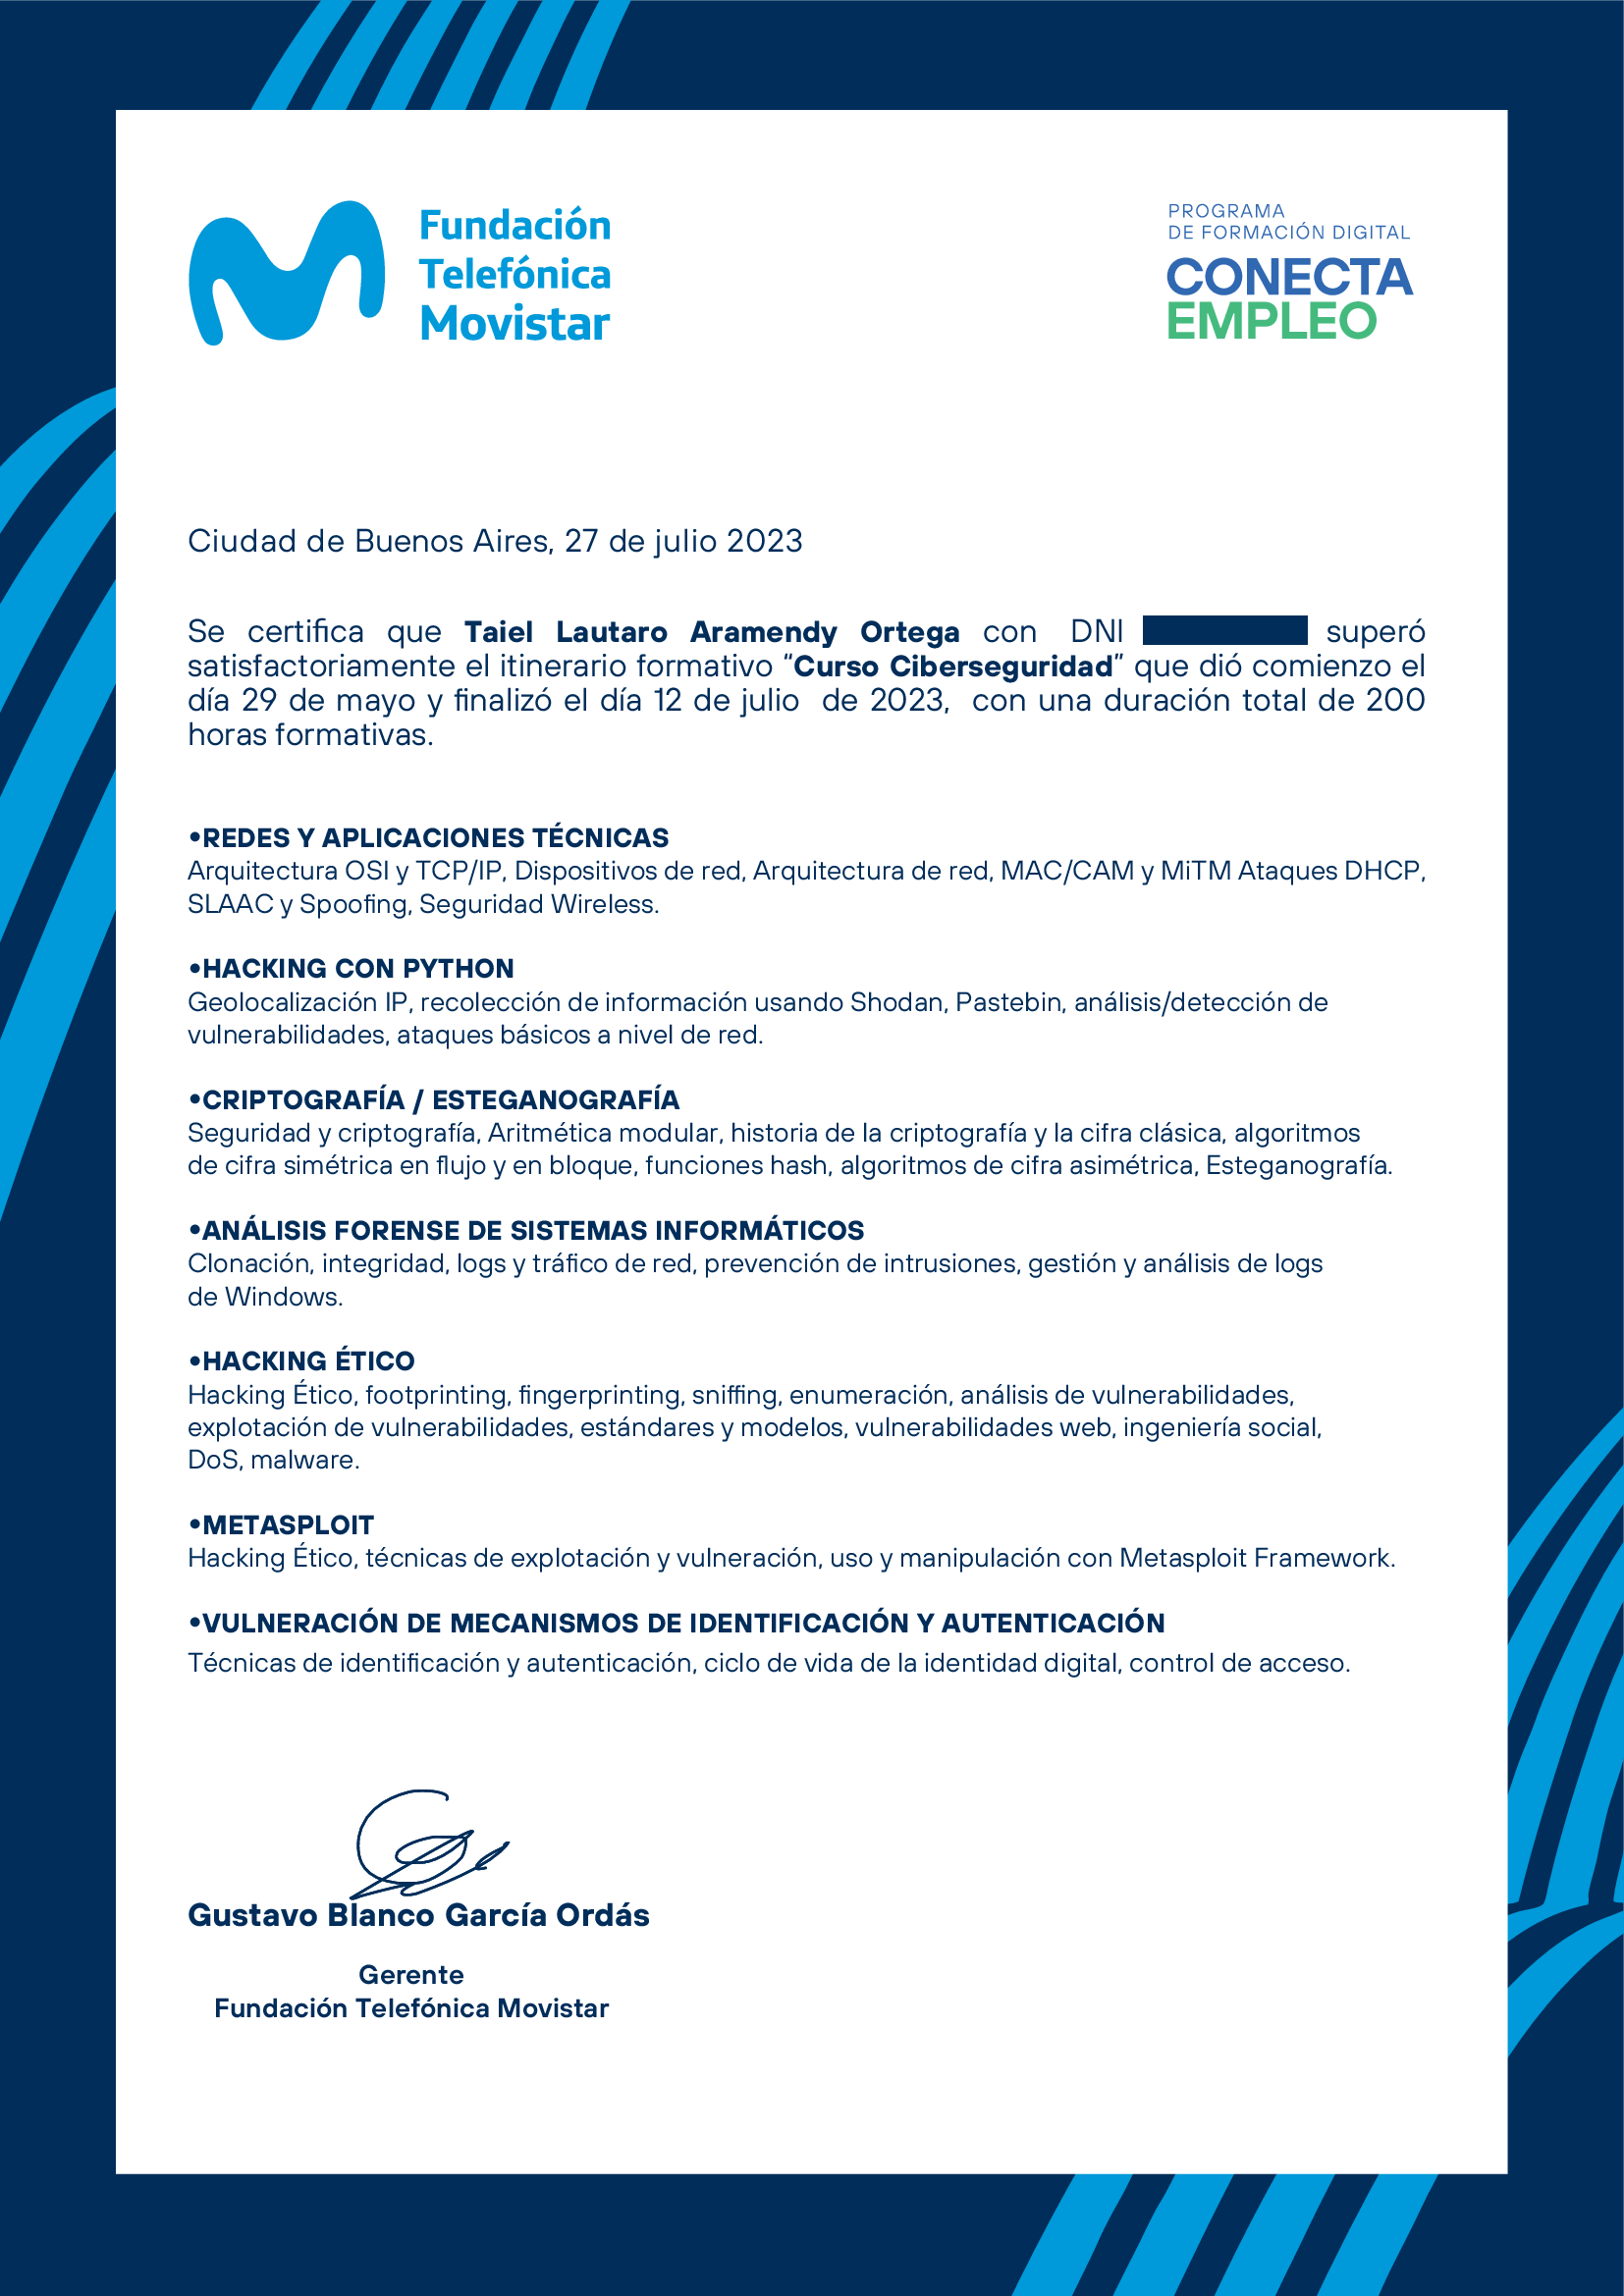 Fundación
Telefónica
Movistar
PROGRAMA
DE FORMACIÓN DIGITAL
CONECTA
EMPLEO
Ciudad de Buenos Aires, 27 de julio 2023
Se certifica que Taiel Lautaro Aramendy Ortega con DNI superó
satisfactoriamente el itinerario formativo “Curso Ciberseguridad” que dió comienzo el
día 29 de mayo y finalizó el día 12 de julio de 2023, con una duración total de 200
horas formativas.
•REDES Y APLICACIONES TÉCNICAS
Arquitectura OSI y TCP/IP, Dispositivos de red, Arquitectura de red, MAC/CAM y MiTM Ataques DHCP,
SLAAC y Spoofing, Seguridad Wireless.
•HACKING CON PYTHON
Geolocalización IP, recolección de información usando Shodan, Pastebin, análisis/detección de
vulnerabilidades, ataques básicos a nivel de red.
•CRIPTOGRAFÍA / ESTEGANOGRAFÍA
Seguridad y criptografía, Aritmética modular, historia de la criptografía y la cifra clásica, algoritmos
de cifra simétrica en flujo y en bloque, funciones hash, algoritmos de cifra asimétrica, Esteganografía.
•ANÁLISIS FORENSE DE SISTEMAS INFORMÁTICOS
Clonación, integridad, logs y tráfico de red, prevención de intrusiones, gestión y análisis de logs
de Windows.
•HACKING ÉTICO
Hacking Ético, footprinting, fingerprinting, sniffing, enumeración, análisis de vulnerabilidades,
explotación de vulnerabilidades, estándares y modelos, vulnerabilidades web, ingeniería social,
DoS, malware.
•METASPLOIT
Hacking Ético, técnicas de explotación y vulneración, uso y manipulación con Metasploit Framework.
•VULNERACIÓN DE MECANISMOS DE IDENTIFICACIÓN Y AUTENTICACIÓN
Técnicas de identificación y autenticación, ciclo de vida de la identidad digital, control de acceso.
Gustavo Blanco García Ordás
Gerente
Fundación Telefónica Movistar